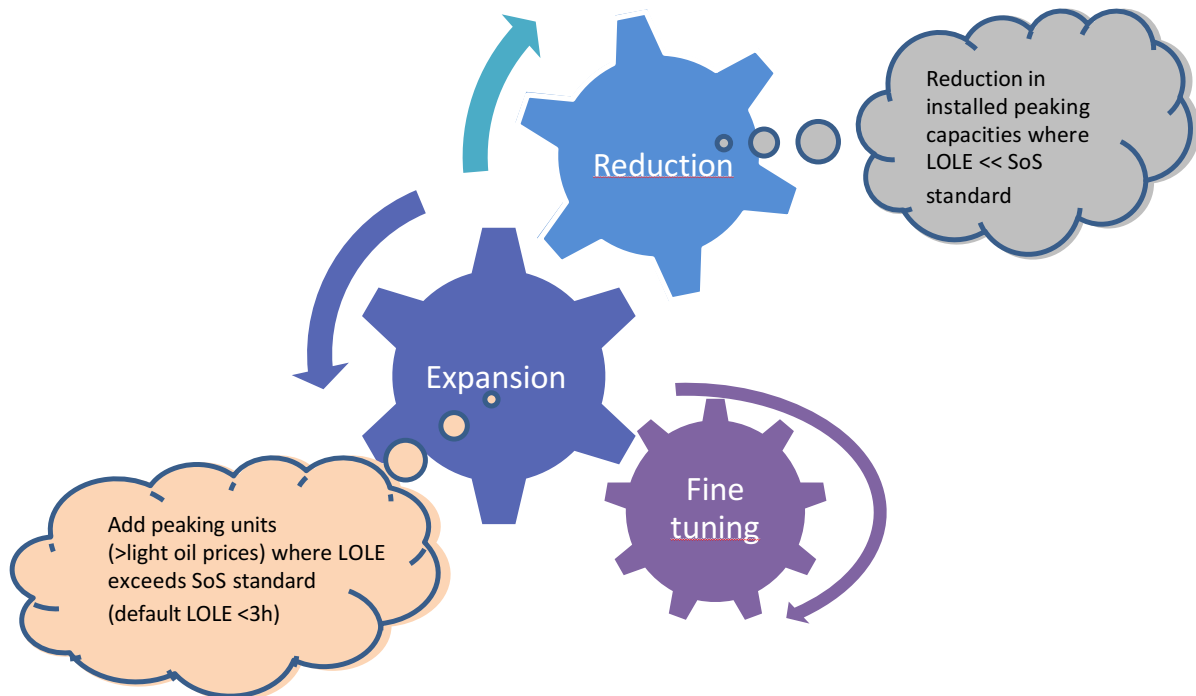 Reduction
Reduction in
installed peaking
capacities where
LOLE << SoS
standard
Expansion
Add peaking units
(>light oil prices) where LOLE
exceeds SoS standard
(default LOLE <3h)
Fine
tuning